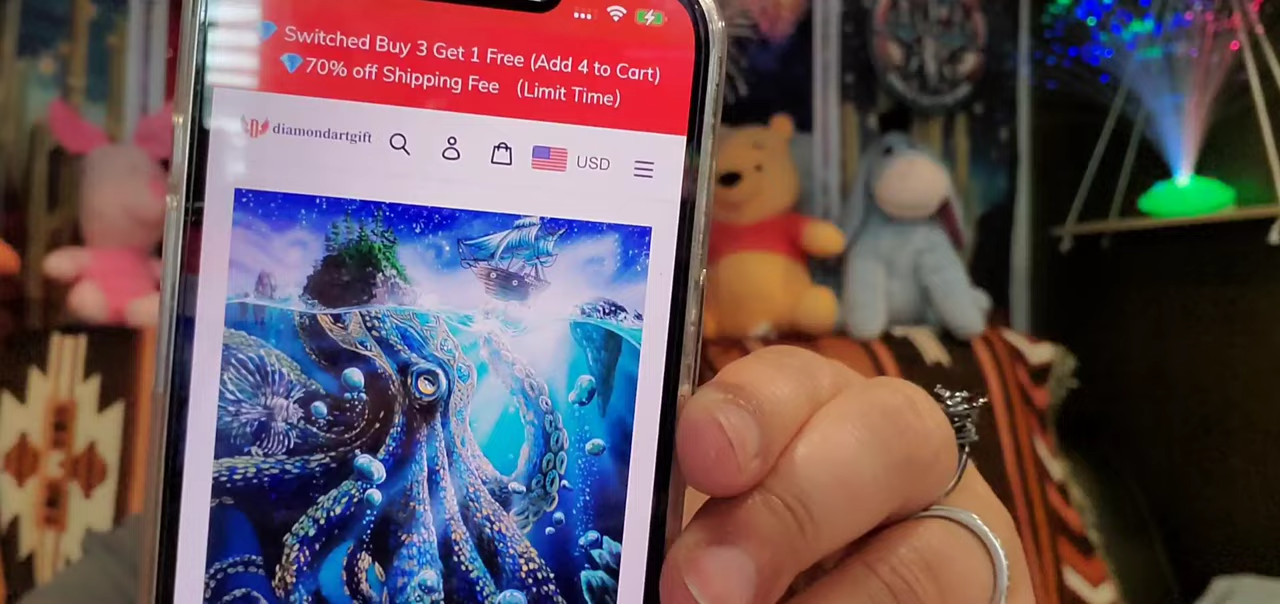 Switched Buy 3 Get 1 Free (Add 4 to Cart)
70% off Shipping Fee (Limit Time)
diamondartgift
USD